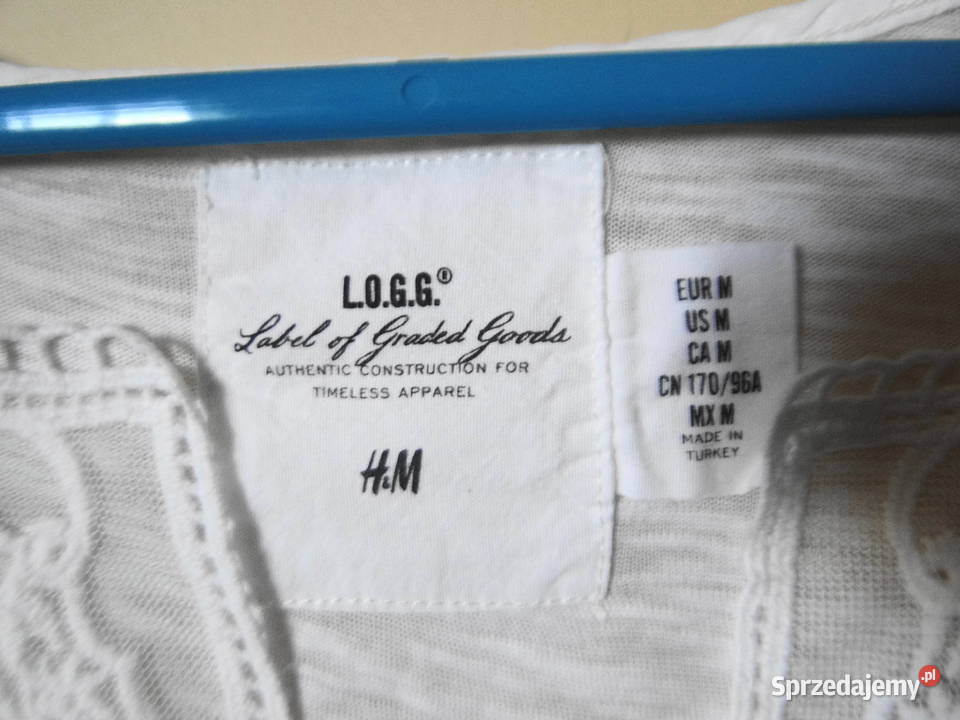 L.O.G.G.®
Label of Graded Goods
AUTHENTIC CONSTRUCTION FOR
TIMELESS APPAREL
H&M
EUR M
US M
CA M
CN 170/96A
MX M
MADE IN
TURKEY
Sprzedajemy.pl